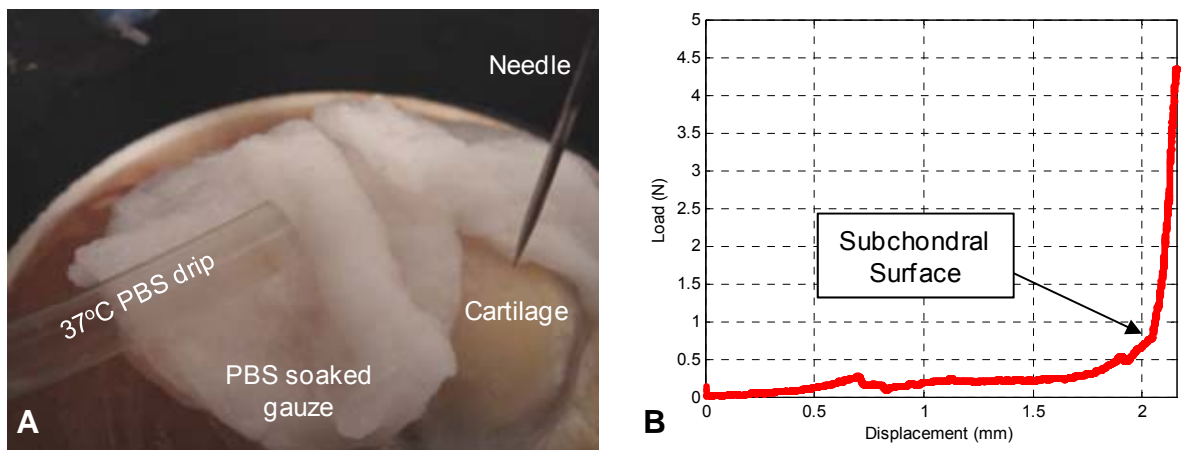 Needle
37ºC PBS drip
Cartilage
PBS soaked
gauze
A
5
4.5
4
3.5
3
2.5
2
1.5
1
0.5
0
Load (N)
Subchondral
Surface
0 0.5 1 1.5 2
Displacement (mm)
B